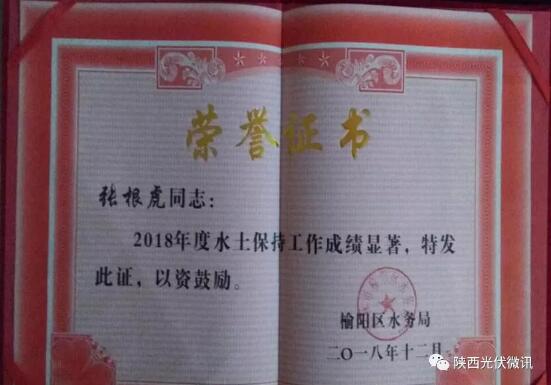 荣誉证书
张根虎同志：
2018年度水土保持工作成绩显著，特发
此证，以资鼓励。
榆阳区水务局
二〇一八年十二月
陕西光伏微讯